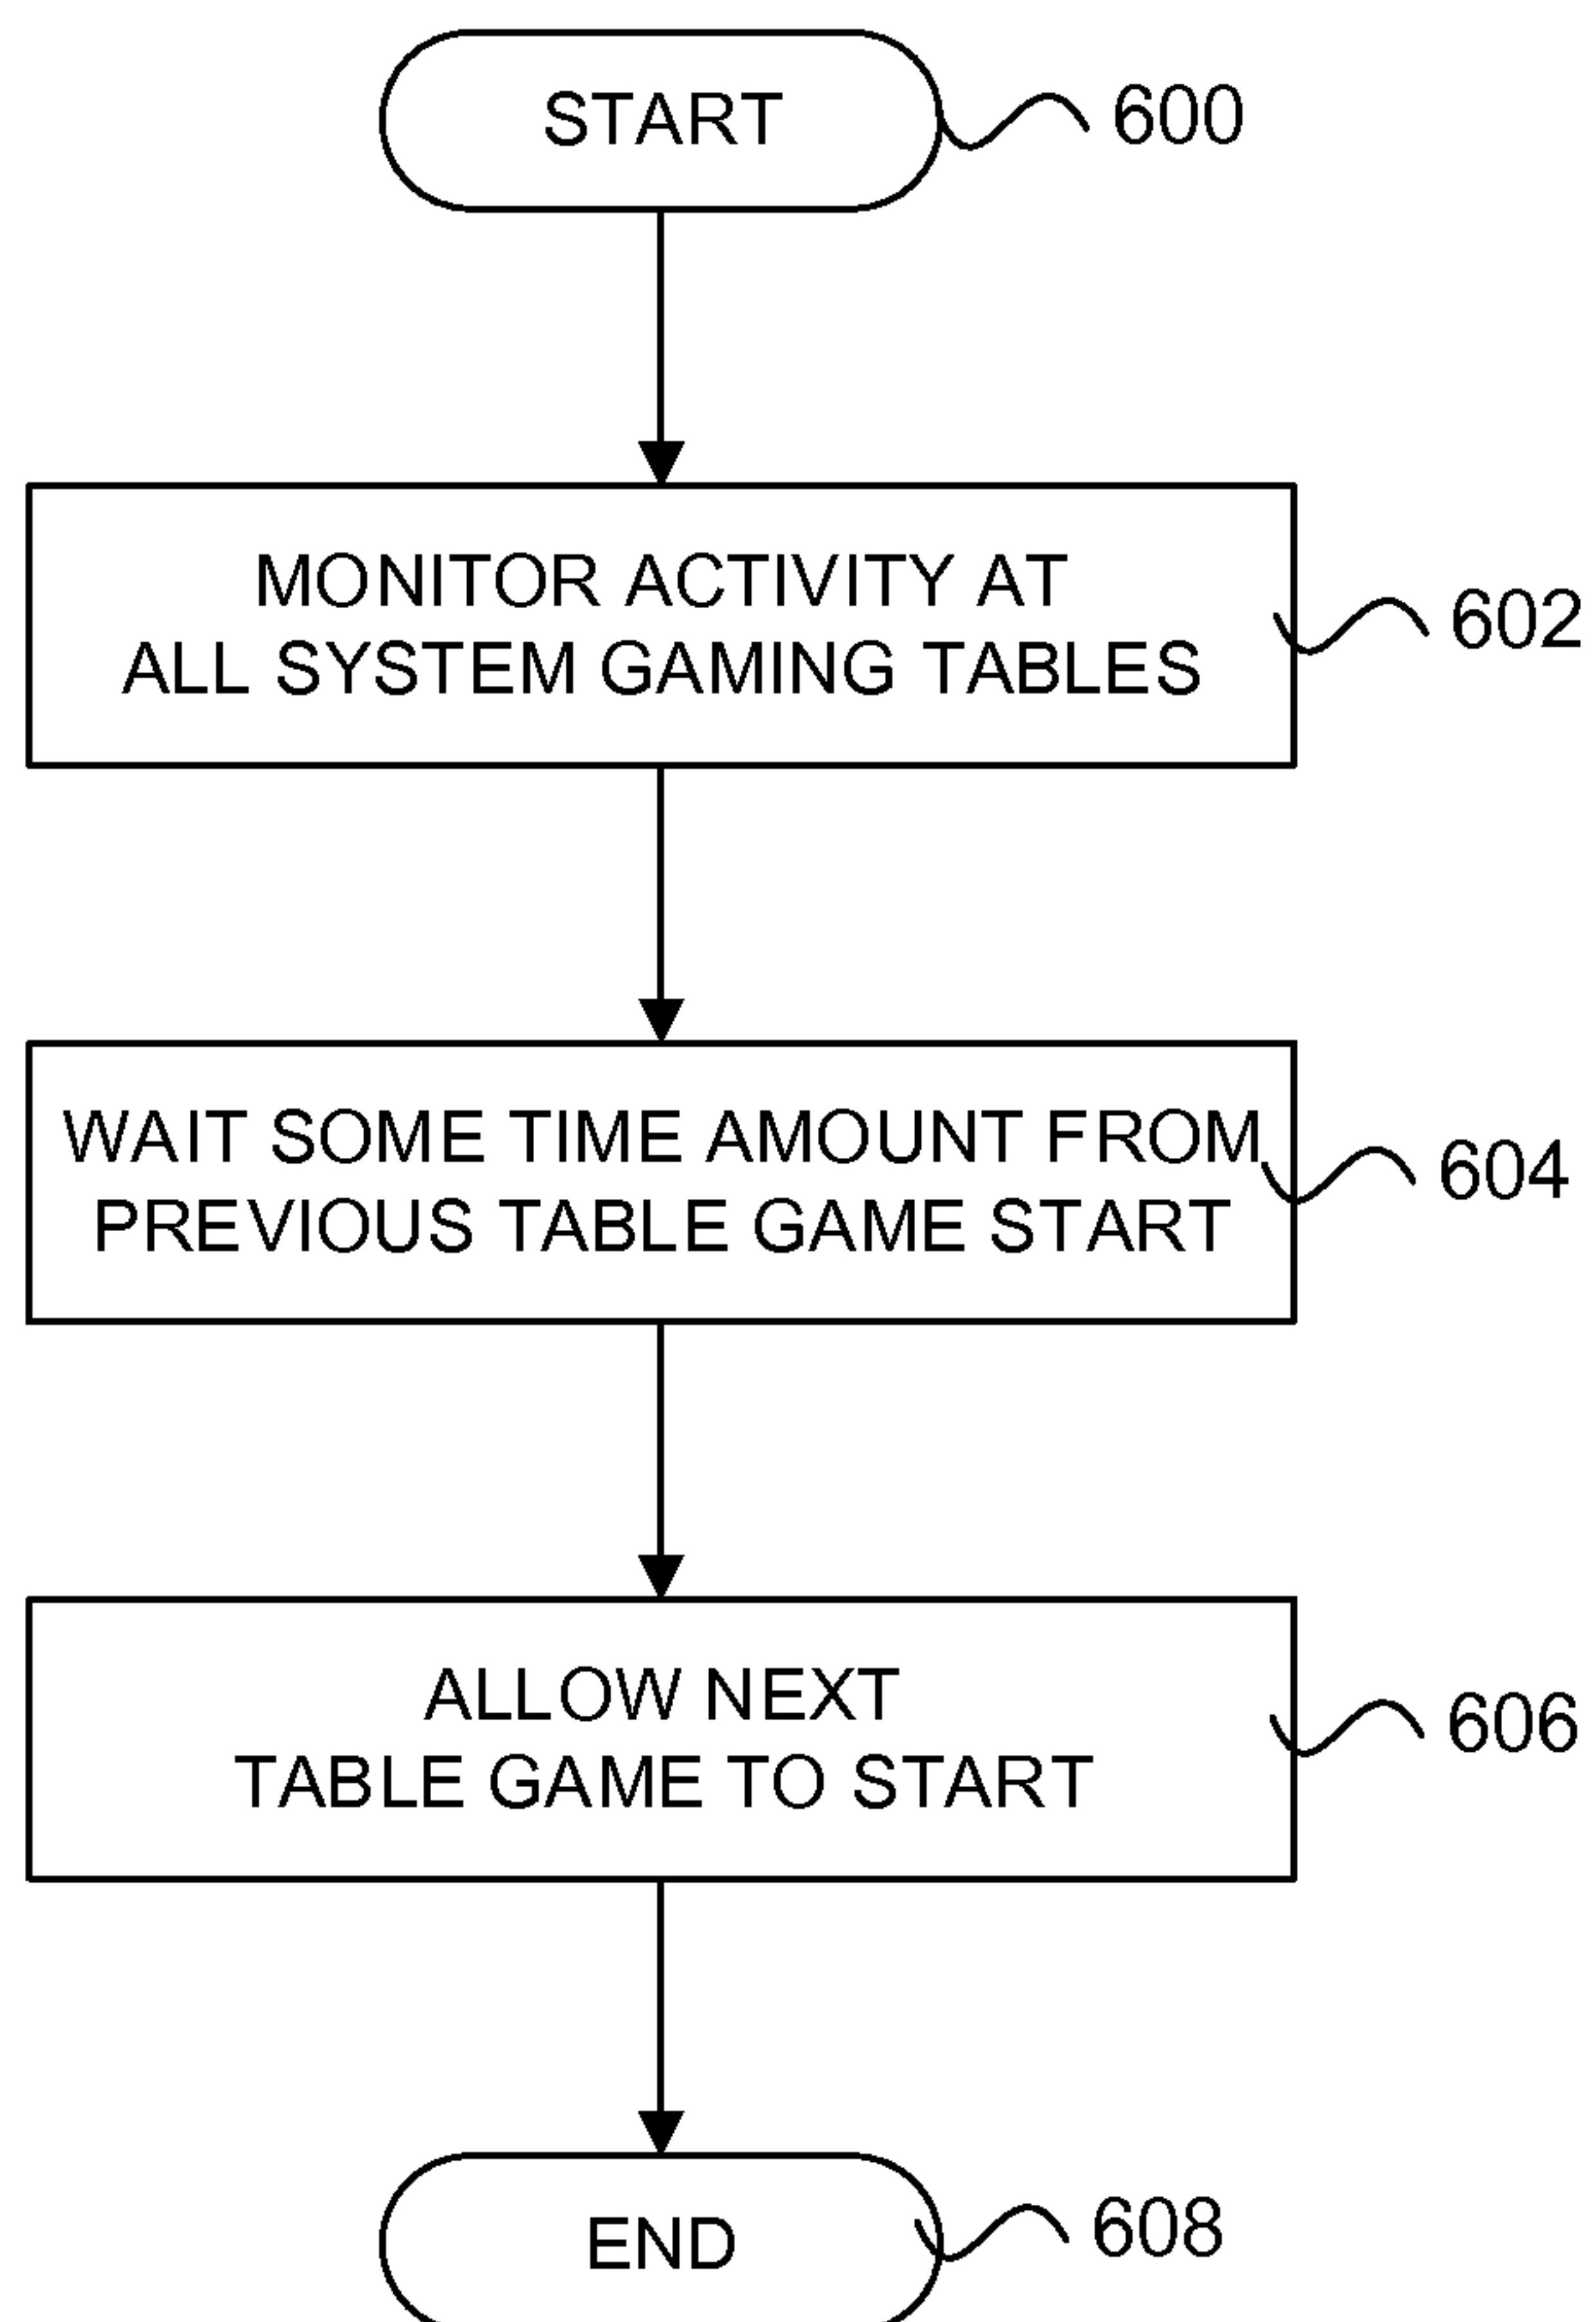 START
600
MONITOR ACTIVITY AT
ALL SYSTEM GAMING TABLES
602
WAIT SOME TIME AMOUNT FROM
PREVIOUS TABLE GAME START
604
ALLOW NEXT
TABLE GAME TO START
606
END
608